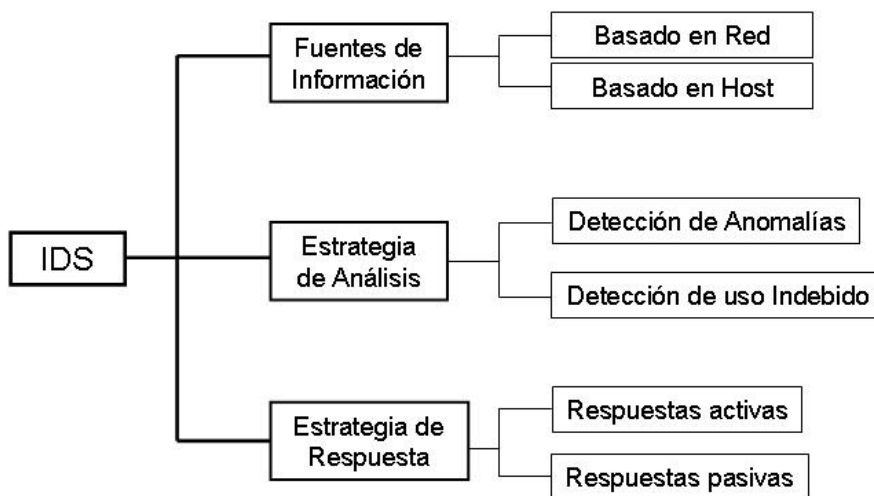 IDS
Fuentes de
Información
Basado en Red
Basado en Host
Estrategia
de Análisis
Detección de Anomalías
Detección de uso Indebido
Estrategia de
Respuesta
Respuestas activas
Respuestas pasivas